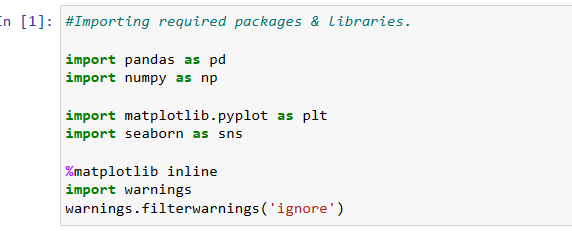 n [1]: #Importing required packages & libraries.
import pandas as pd
import numpy as np
import matplotlib.pyplot as plt
import seaborn as sns
%matplotlib inline
import warnings
warnings.filterwarnings('ignore')